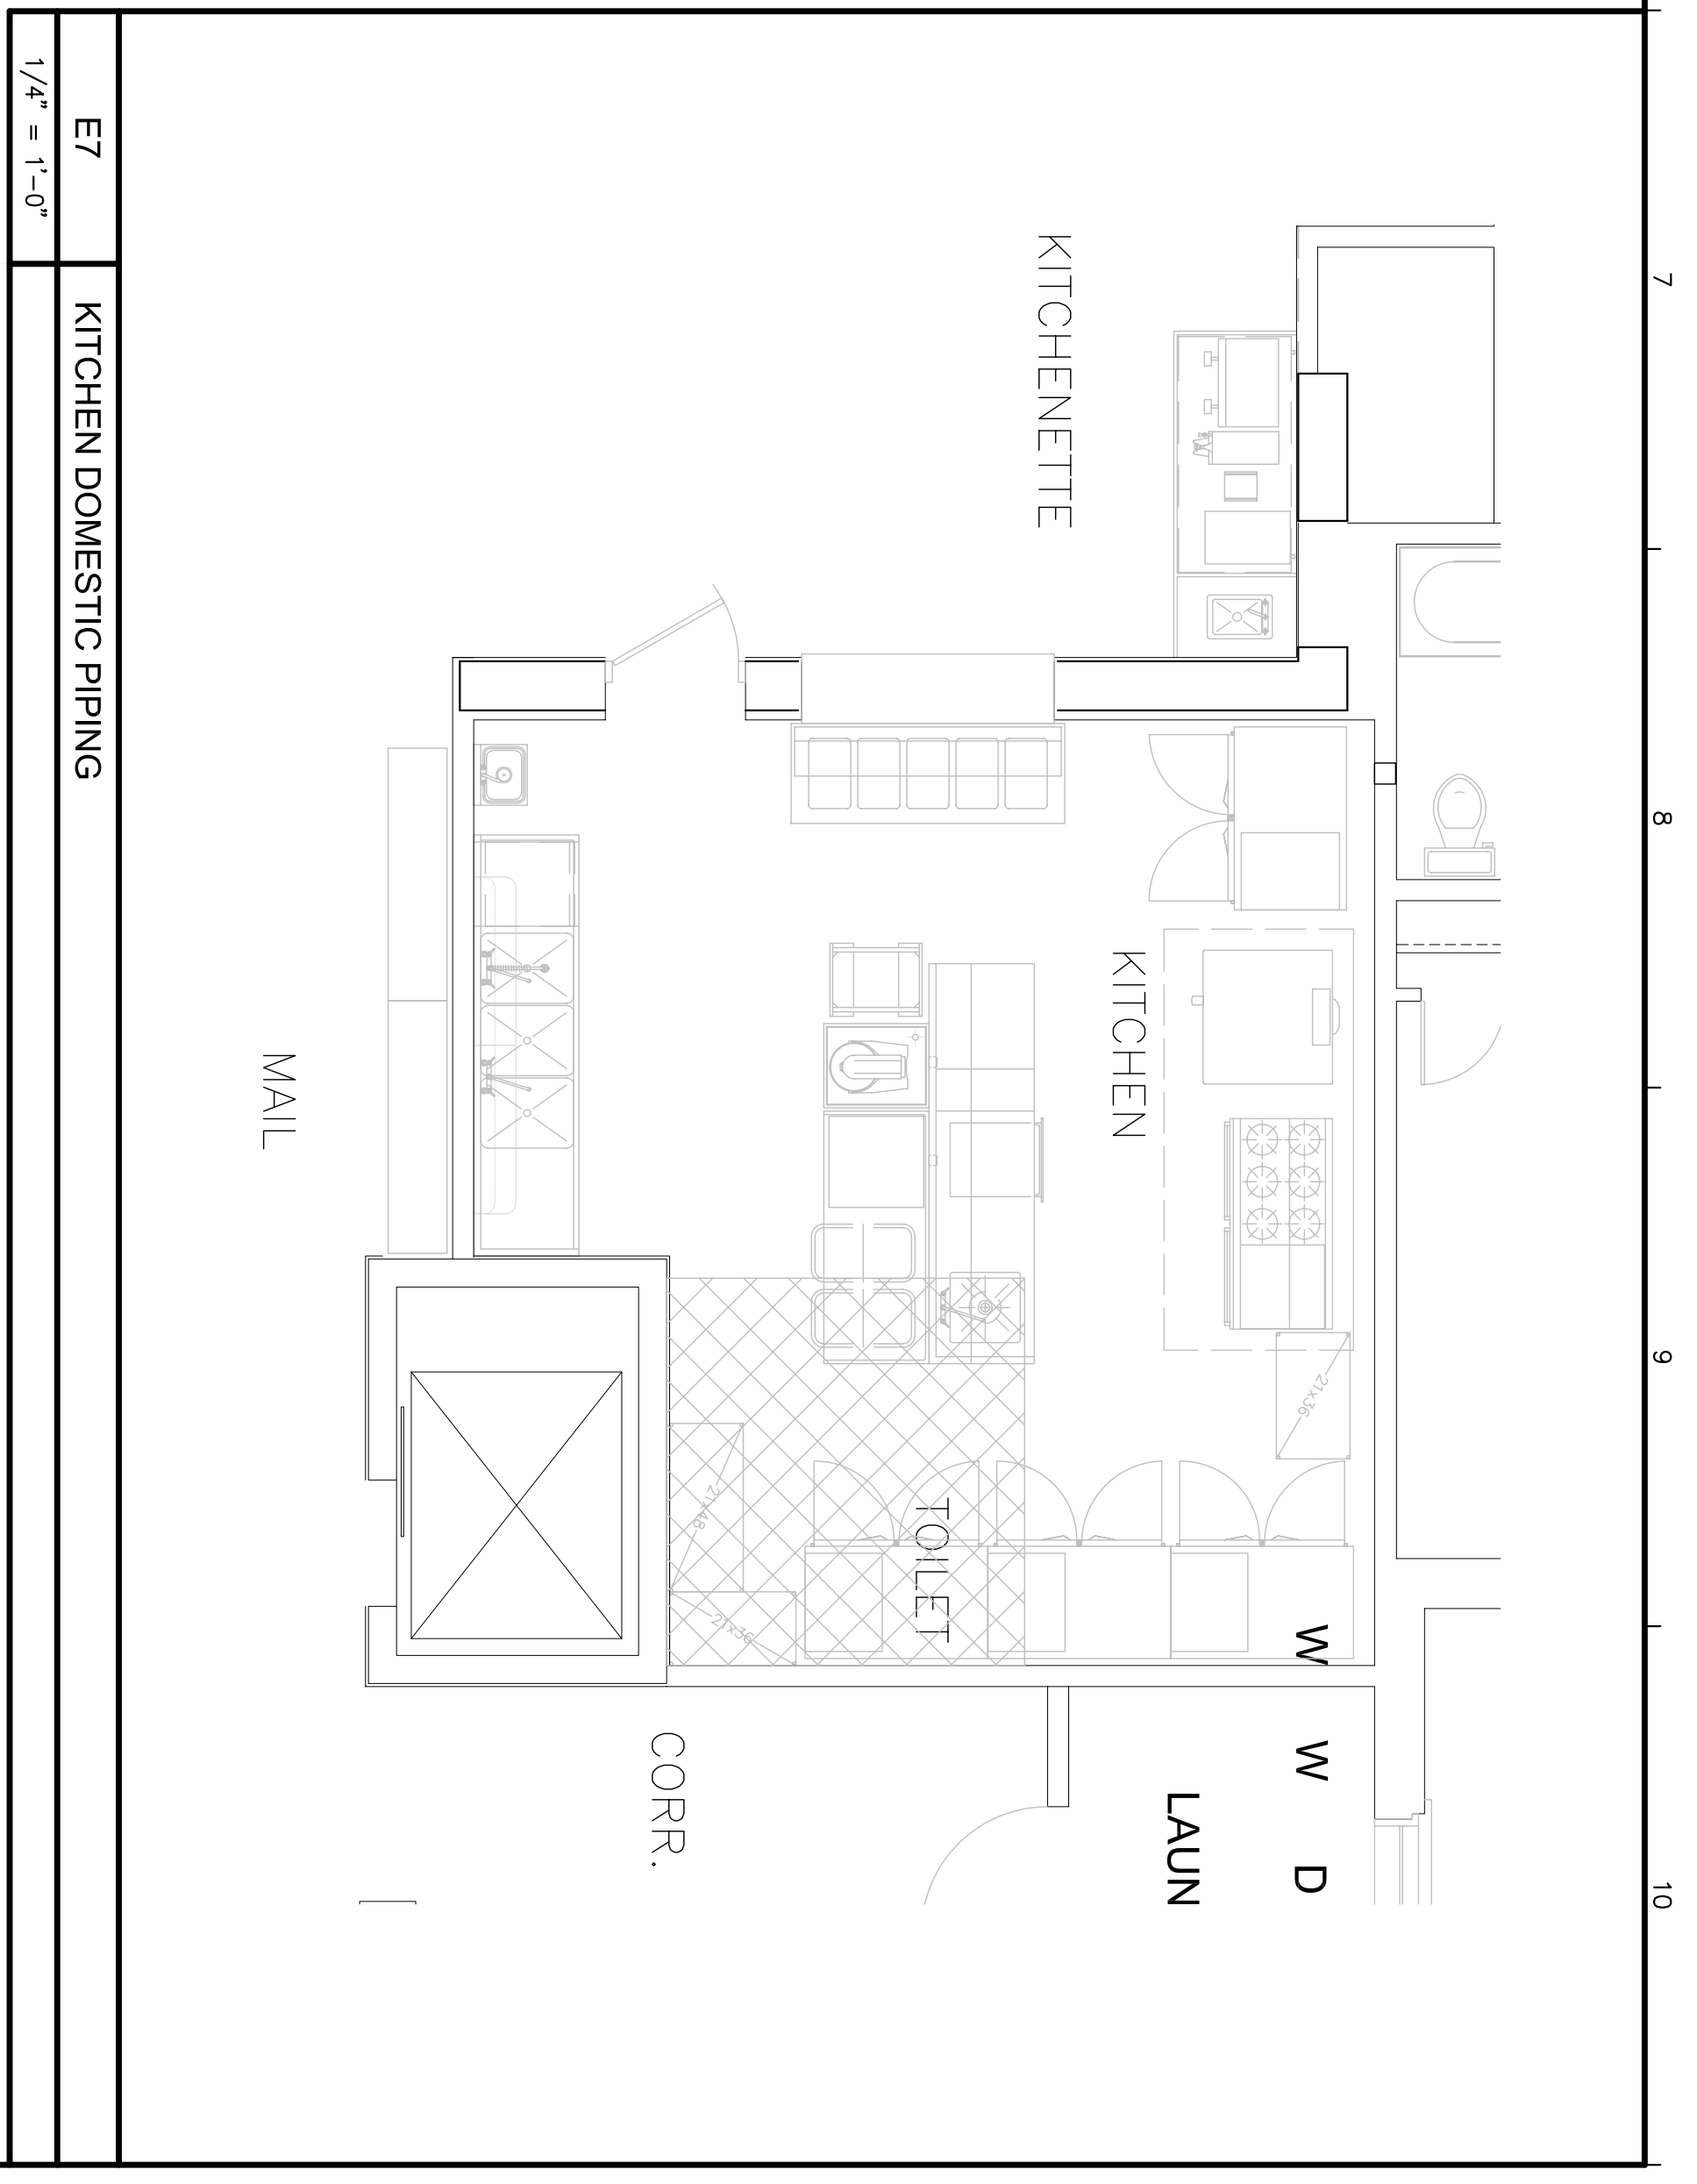 7
8
9
10
KITCHENETTE
KITCHEN
21x36
W
W
D
LAUN
TOILET
21x48
21x36
CORR.
MAIL
E7
KITCHEN DOMESTIC PIPING
1/4" = 1'-0"